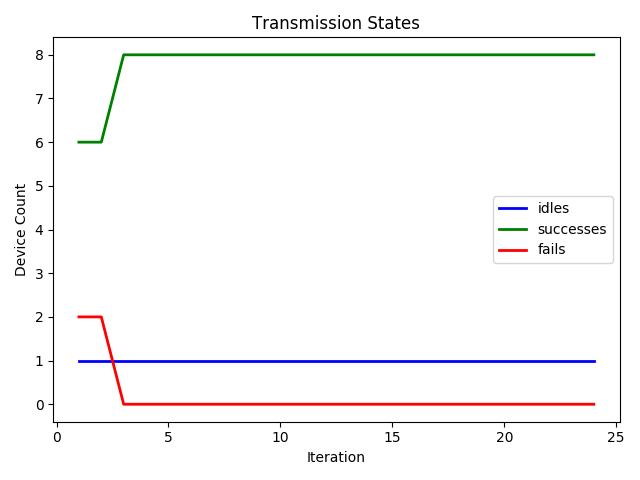 Transmission States
Device Count
8
7
6
5
4
3
2
1
0
idles
successes
fails
0 5 10 15 20 25
Iteration